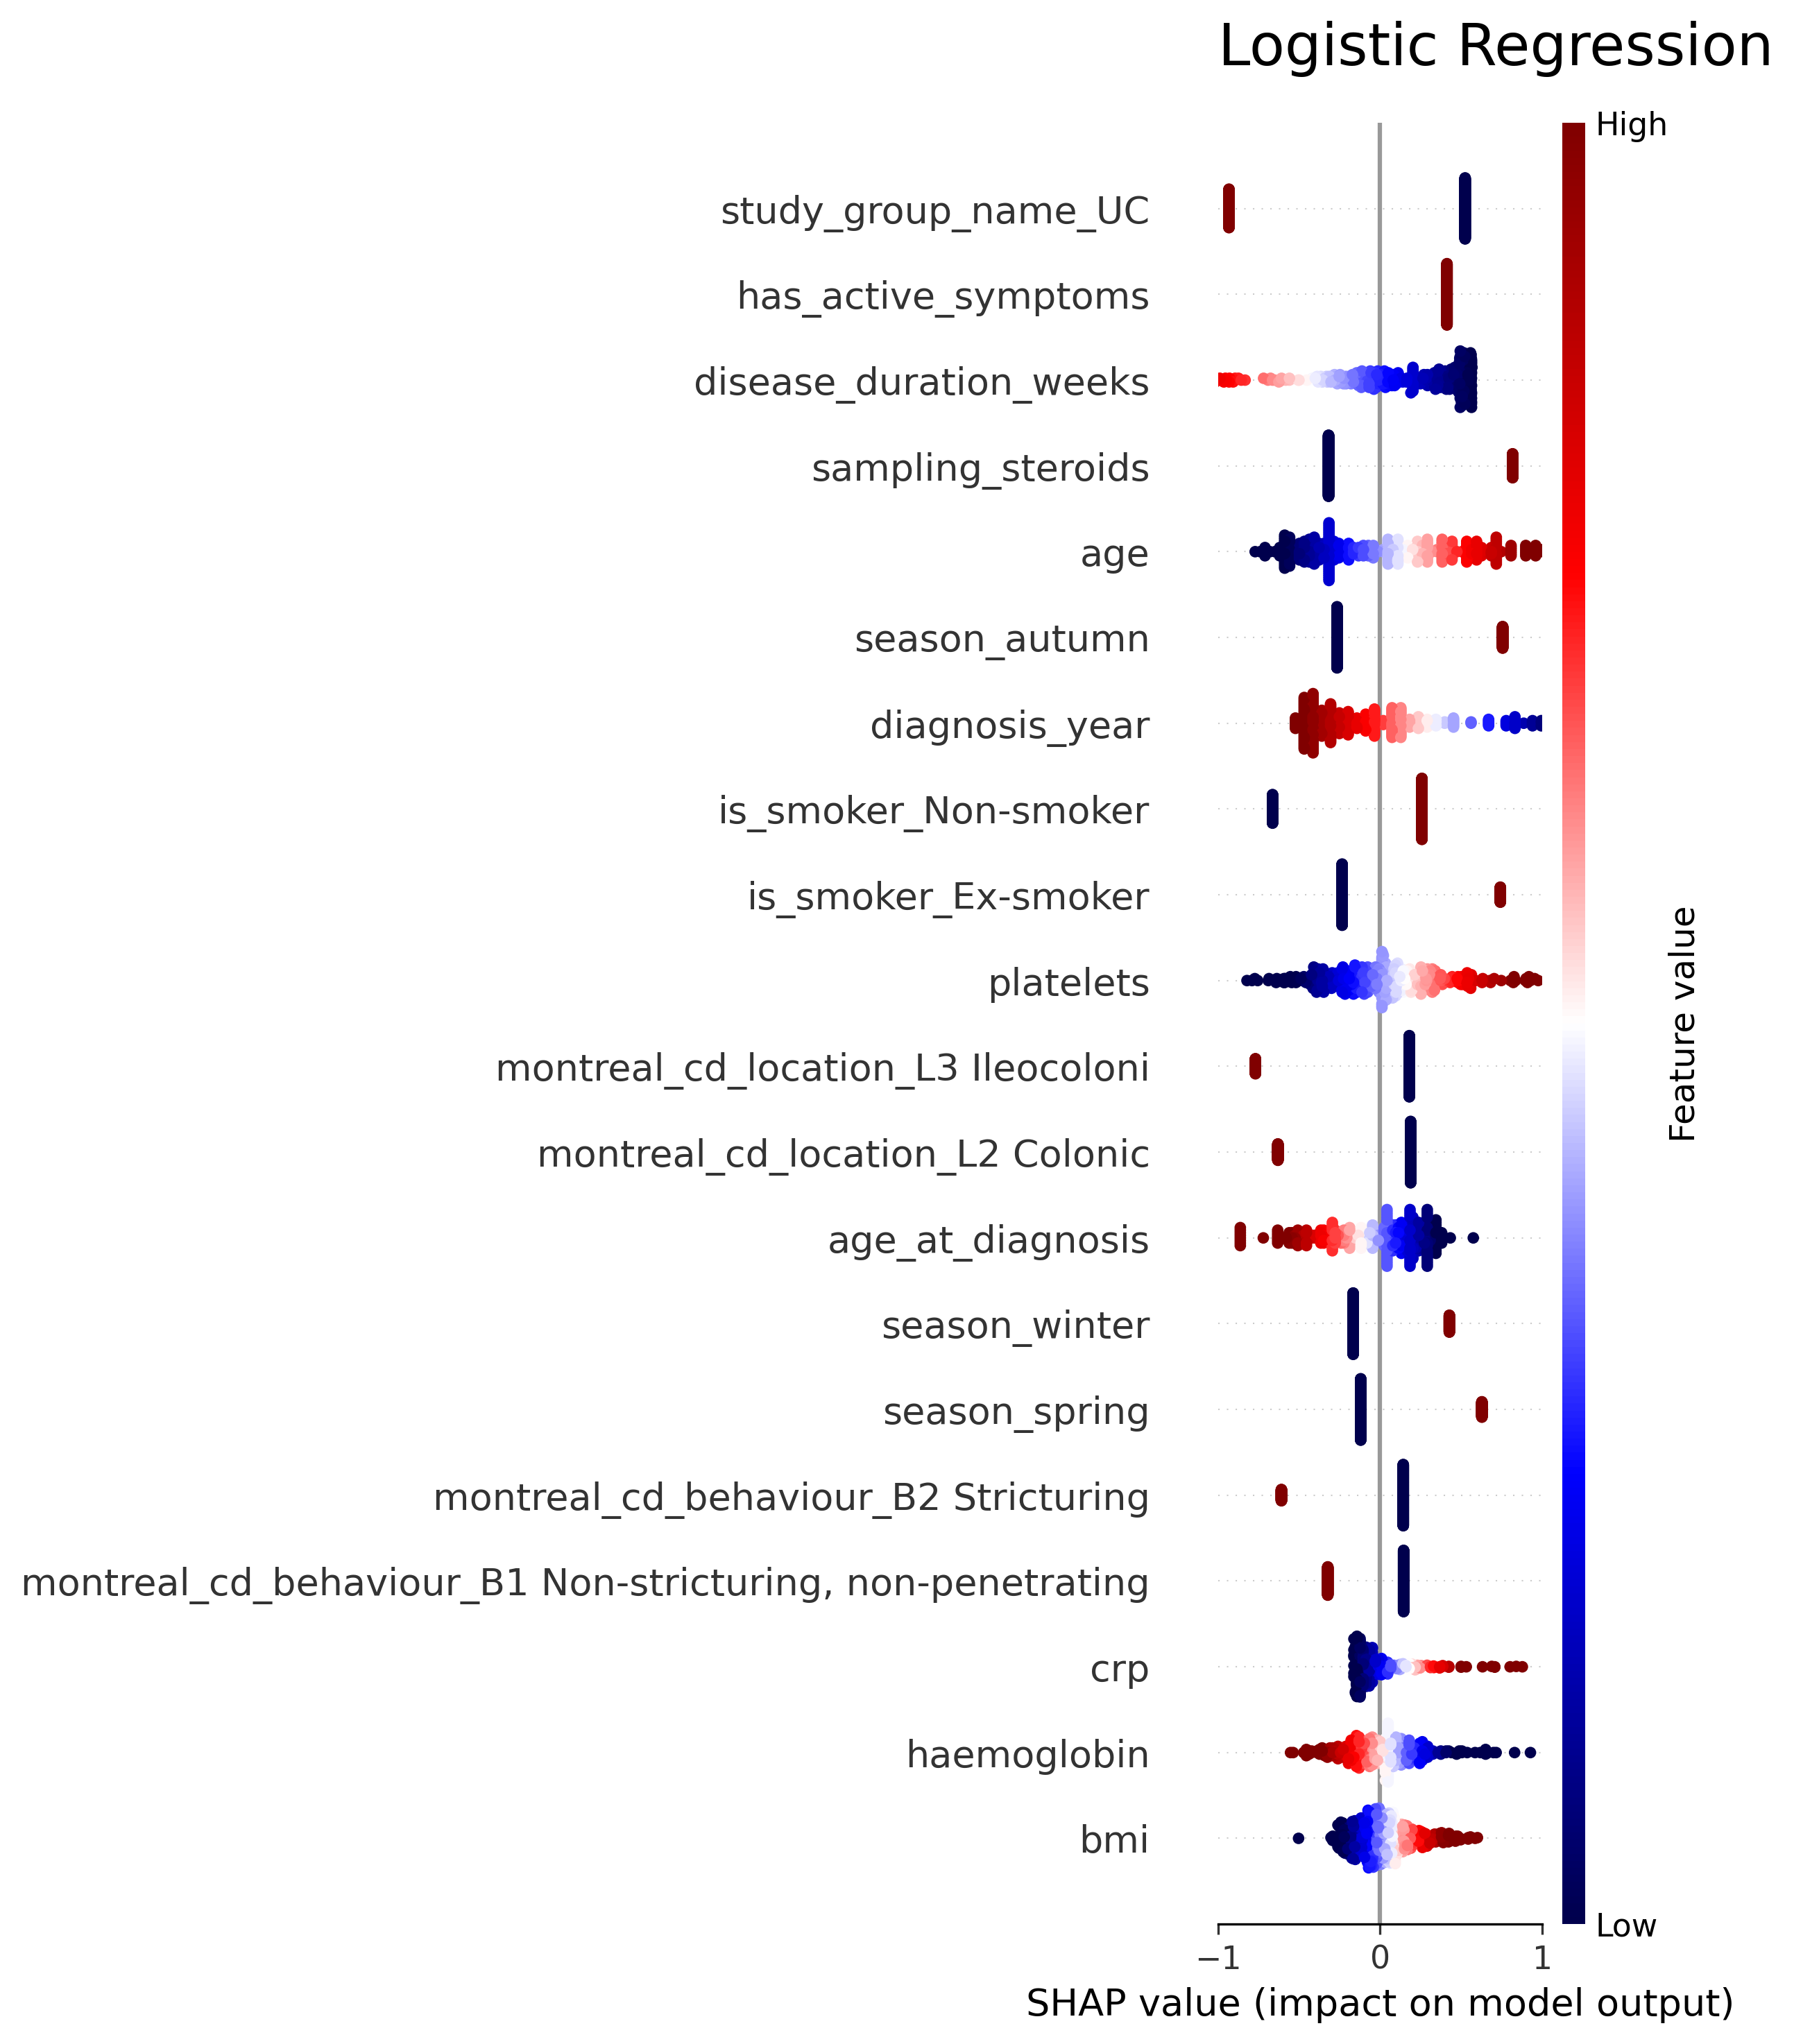 Logistic Regression
High
study_group_name_UC
has_active_symptoms
disease_duration_weeks
sampling_steroids
age
season_autumn
diagnosis_year
is_smoker_Non-smoker
is_smoker_Ex-smoker
platelets
montreal_cd_location_L3 Ileocoloni
montreal_cd_location_L2 Colonic
age_at_diagnosis
season_winter
season_spring
montreal_cd_behaviour_B2 Stricturing
montreal_cd_behaviour_B1 Non-stricturing, non-penetrating
crp
haemoglobin
bmi
Feature value
Low
−1 0 1
SHAP value (impact on model output)